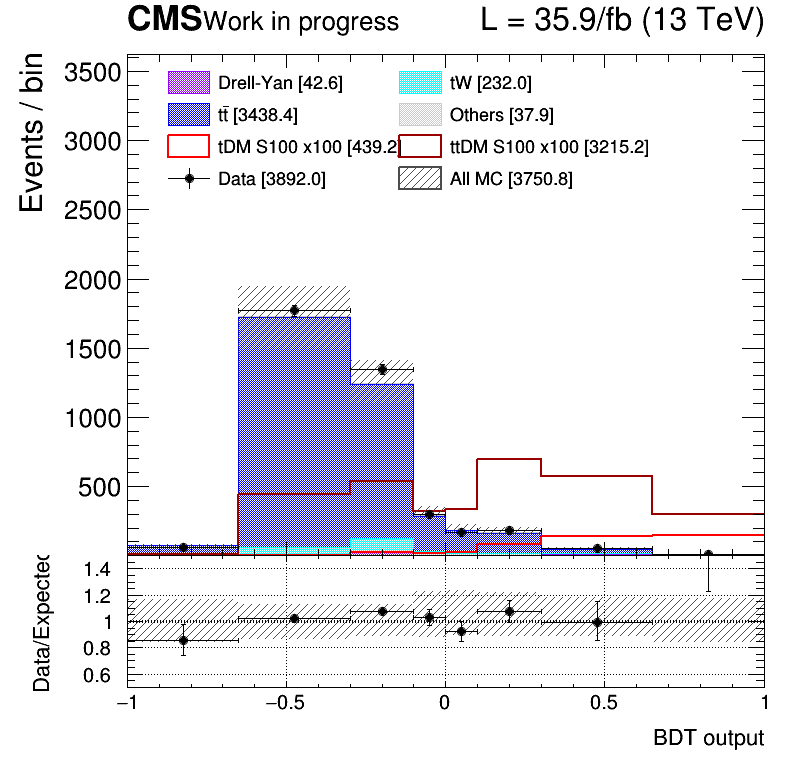 CMS Work in progress L = 35.9/fb (13 TeV)
Events / bin
3500
3000
2500
2000
1500
1000
500
Drell-Yan [42.6] tW [232.0]
tt̄ [3438.4] Others [37.9]
tDM S100 x100 [439.2] ttDM S100 x100 [3215.2]
Data [3892.0] All MC [3750.8]
Data/Expected
1.4
1.2
1
0.8
0.6
−1 −0.5 0 0.5 1
BDT output